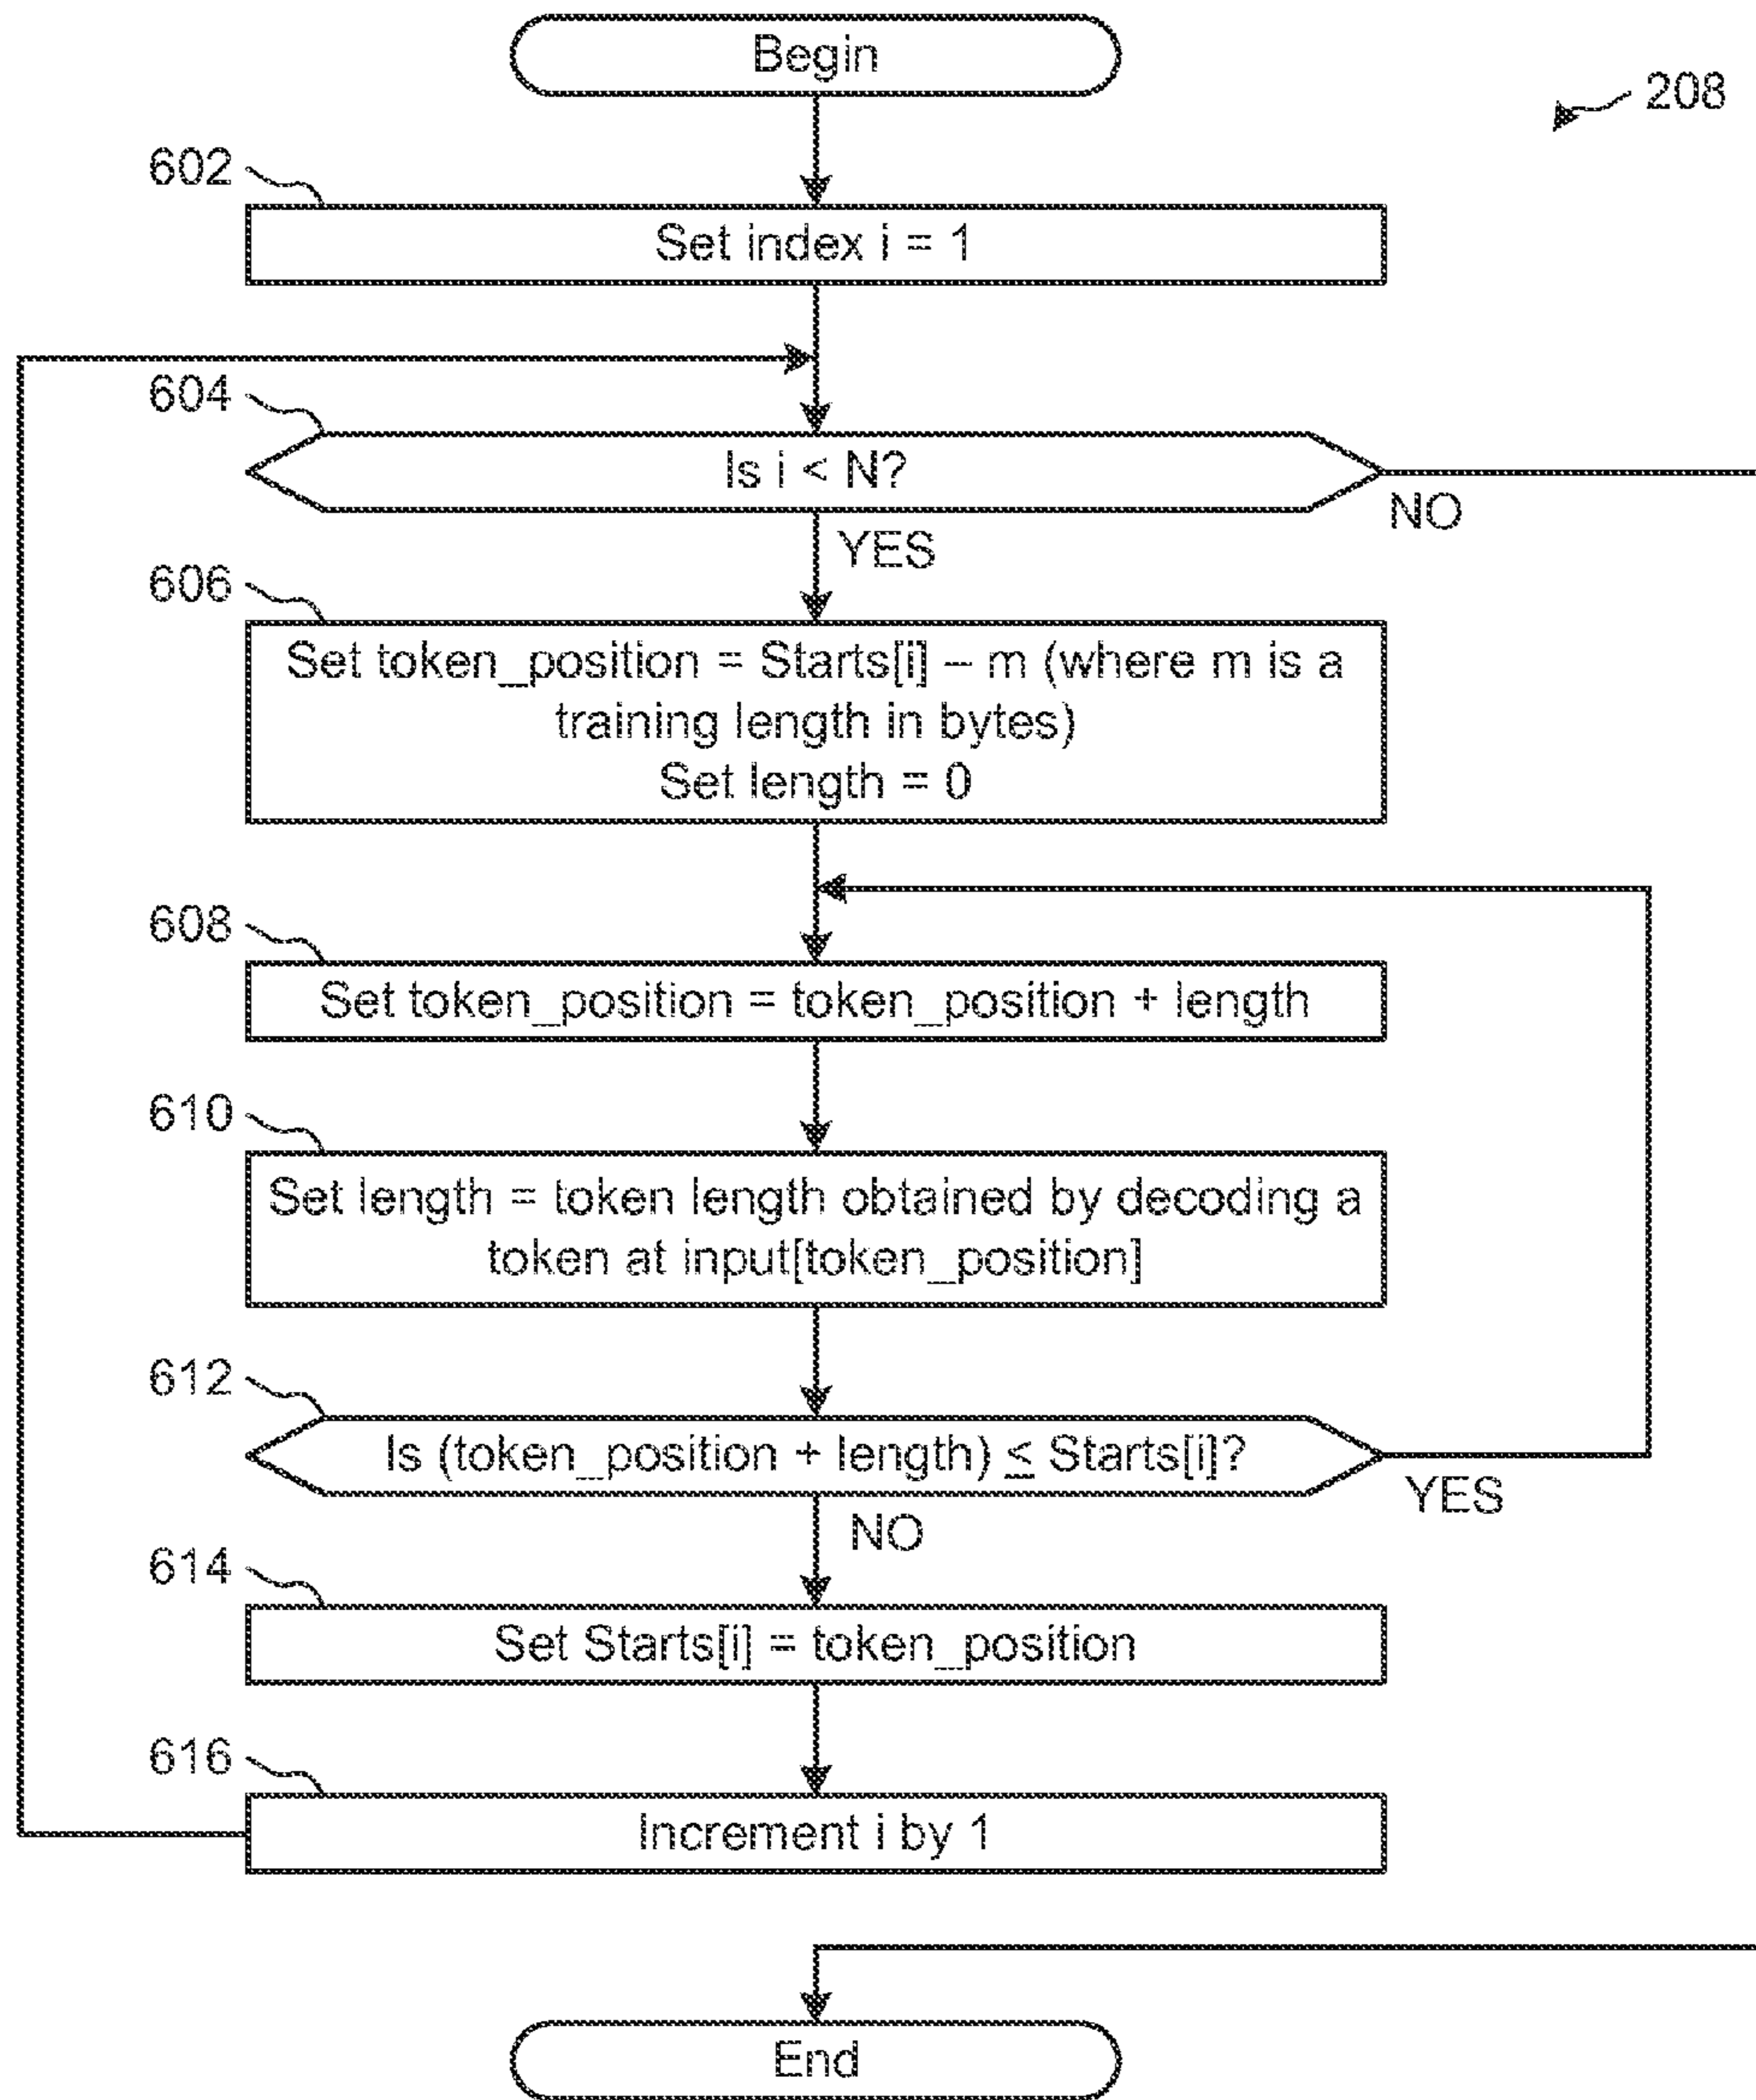 Begin
208
602
Set index i = 1
604
Is i < N?
NO
YES
606
Set token_position = Starts[i] – m (where m is a
training length in bytes)
Set length = 0
608
Set token_position = token_position + length
610
Set length = token length obtained by decoding a
token at input[token_position]
612
Is (token_position + length) ≤ Starts[i]?
YES
NO
614
Set Starts[i] = token_position
616
Increment i by 1
End